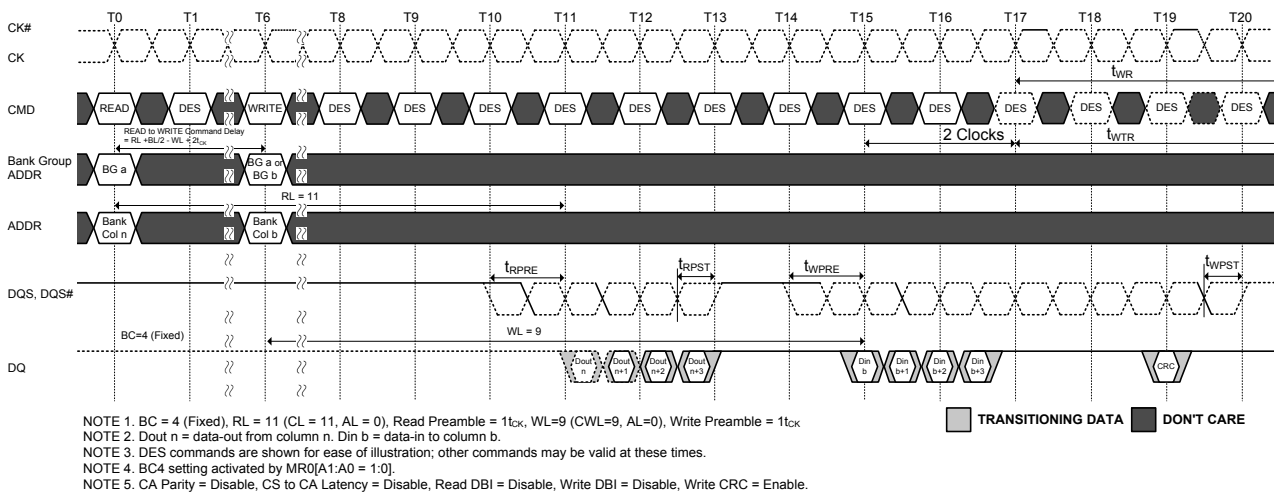 T0 T1 T6 T8 T9 T10 T11 T12 T13 T14 T15 T16 T17 T18 T19 T20
CK#
CK
tWR
CMD READ DES WRITE DES DES DES DES DES DES DES DES DES DES DES DES DES
READ to WRITE Command Delay
= RL +BL/2 - WL + 2tCK
2 Clocks
tWTR
Bank Group
ADDR
BG a
BG a or
BG b
RL = 11
ADDR
Bank
Col n
Bank
Col b
tRPRE tRPST tWPRE tWPST
DQS, DQS#
BC=4 (Fixed)
WL = 9
DQ
Dout
n
Dout
n+1
Dout
n+2
Dout
n+3
Din
b
Din
b+1
Din
b+2
Din
b+3
CRC
NOTE 1. BC = 4 (Fixed), RL = 11 (CL = 11, AL = 0), Read Preamble = 1tCK, WL=9 (CWL=9, AL=0), Write Preamble = 1tCK
TRANSITIONING DATA DON'T CARE
NOTE 2. Dout n = data-out from column n. Din b = data-in to column b.
NOTE 3. DES commands are shown for ease of illustration; other commands may be valid at these times.
NOTE 4. BC4 setting activated by MR0[A1:A0 = 1:0].
NOTE 5. CA Parity = Disable, CS to CA Latency = Disable, Read DBI = Disable, Write DBI = Disable, Write CRC = Enable.